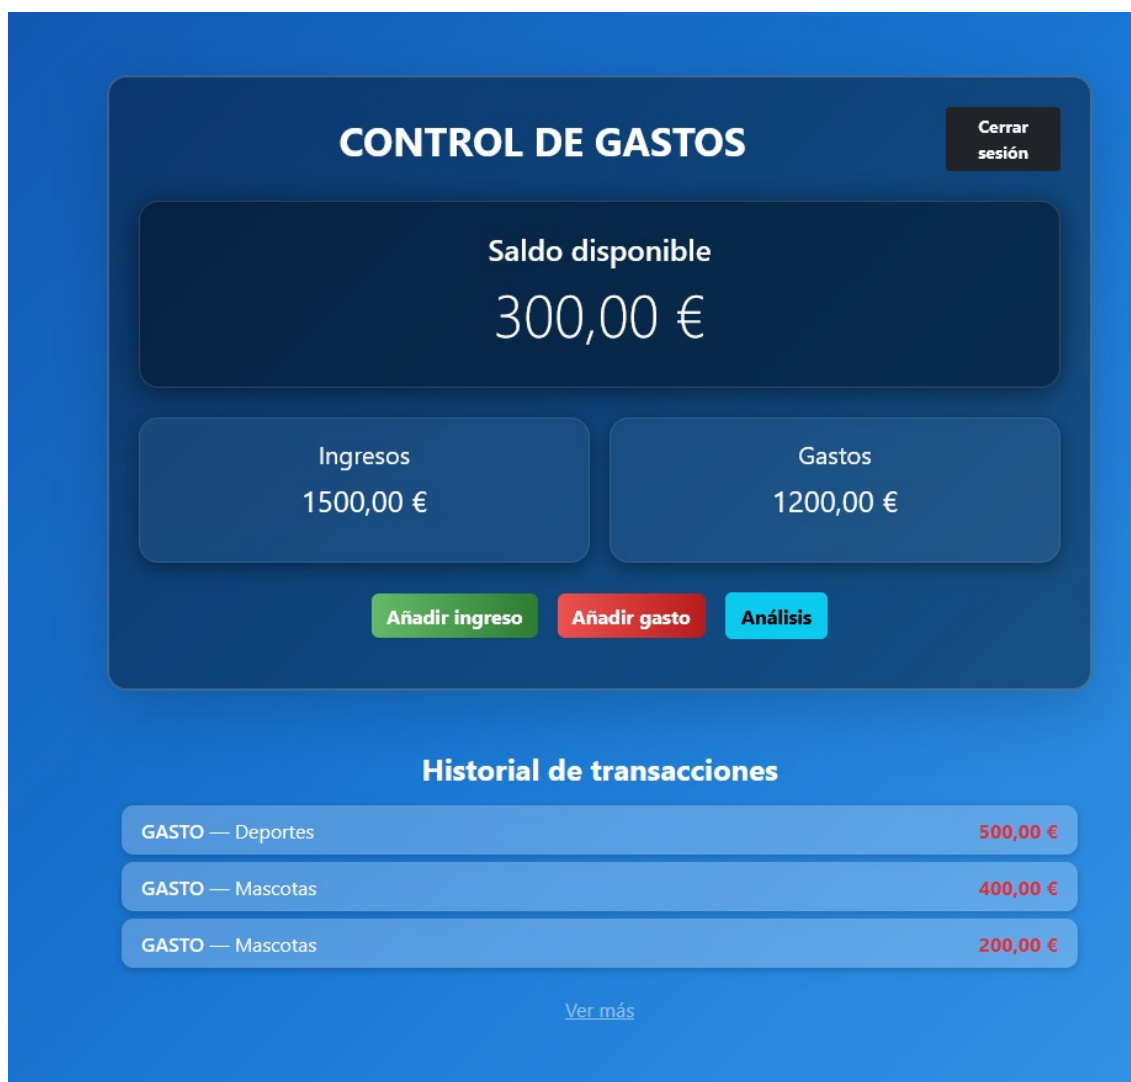 CONTROL DE GASTOS
Cerrar
sesión
Saldo disponible
300,00 €
Ingresos
1500,00 €
Gastos
1200,00 €
Añadir ingreso
Añadir gasto
Análisis
Historial de transacciones
GASTO — Deportes 500,00 €
GASTO — Mascotas 400,00 €
GASTO — Mascotas 200,00 €
Ver más